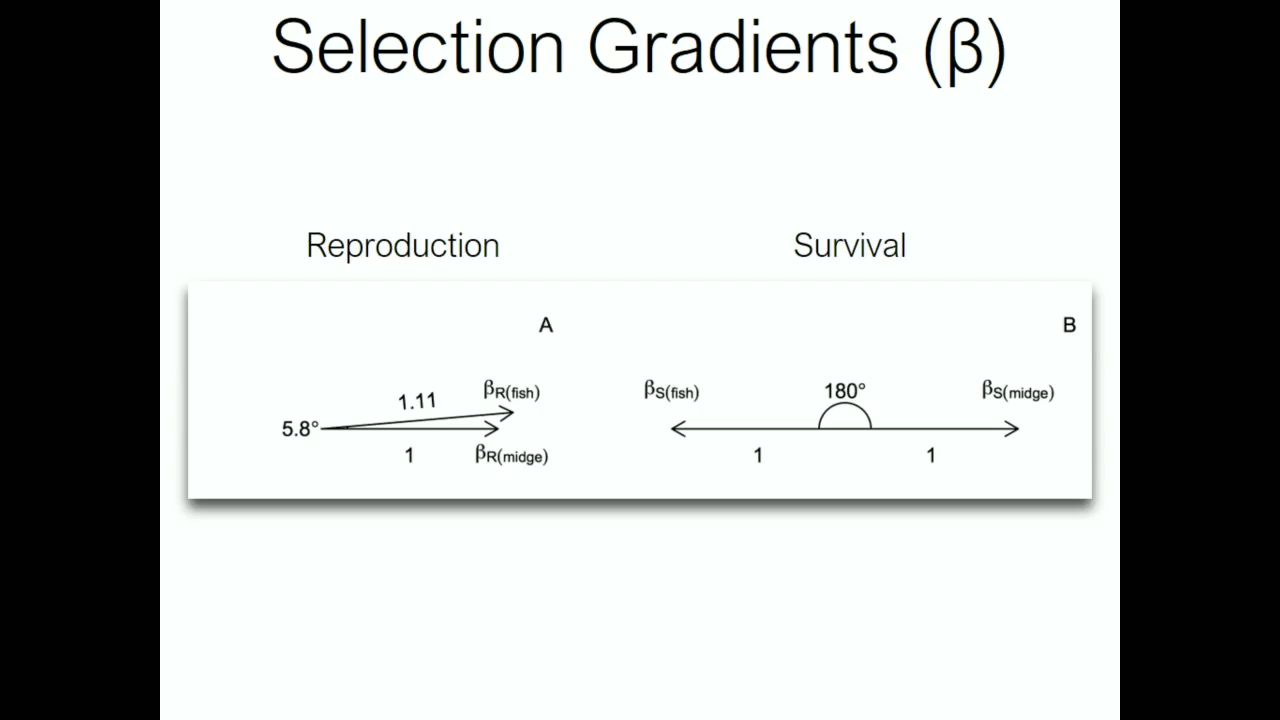 Selection Gradients (β)
Reproduction
Survival
A
B
1.11
βR(fish)
5.8°
1
βR(midge)
βS(fish)
180°
βS(midge)
1
1